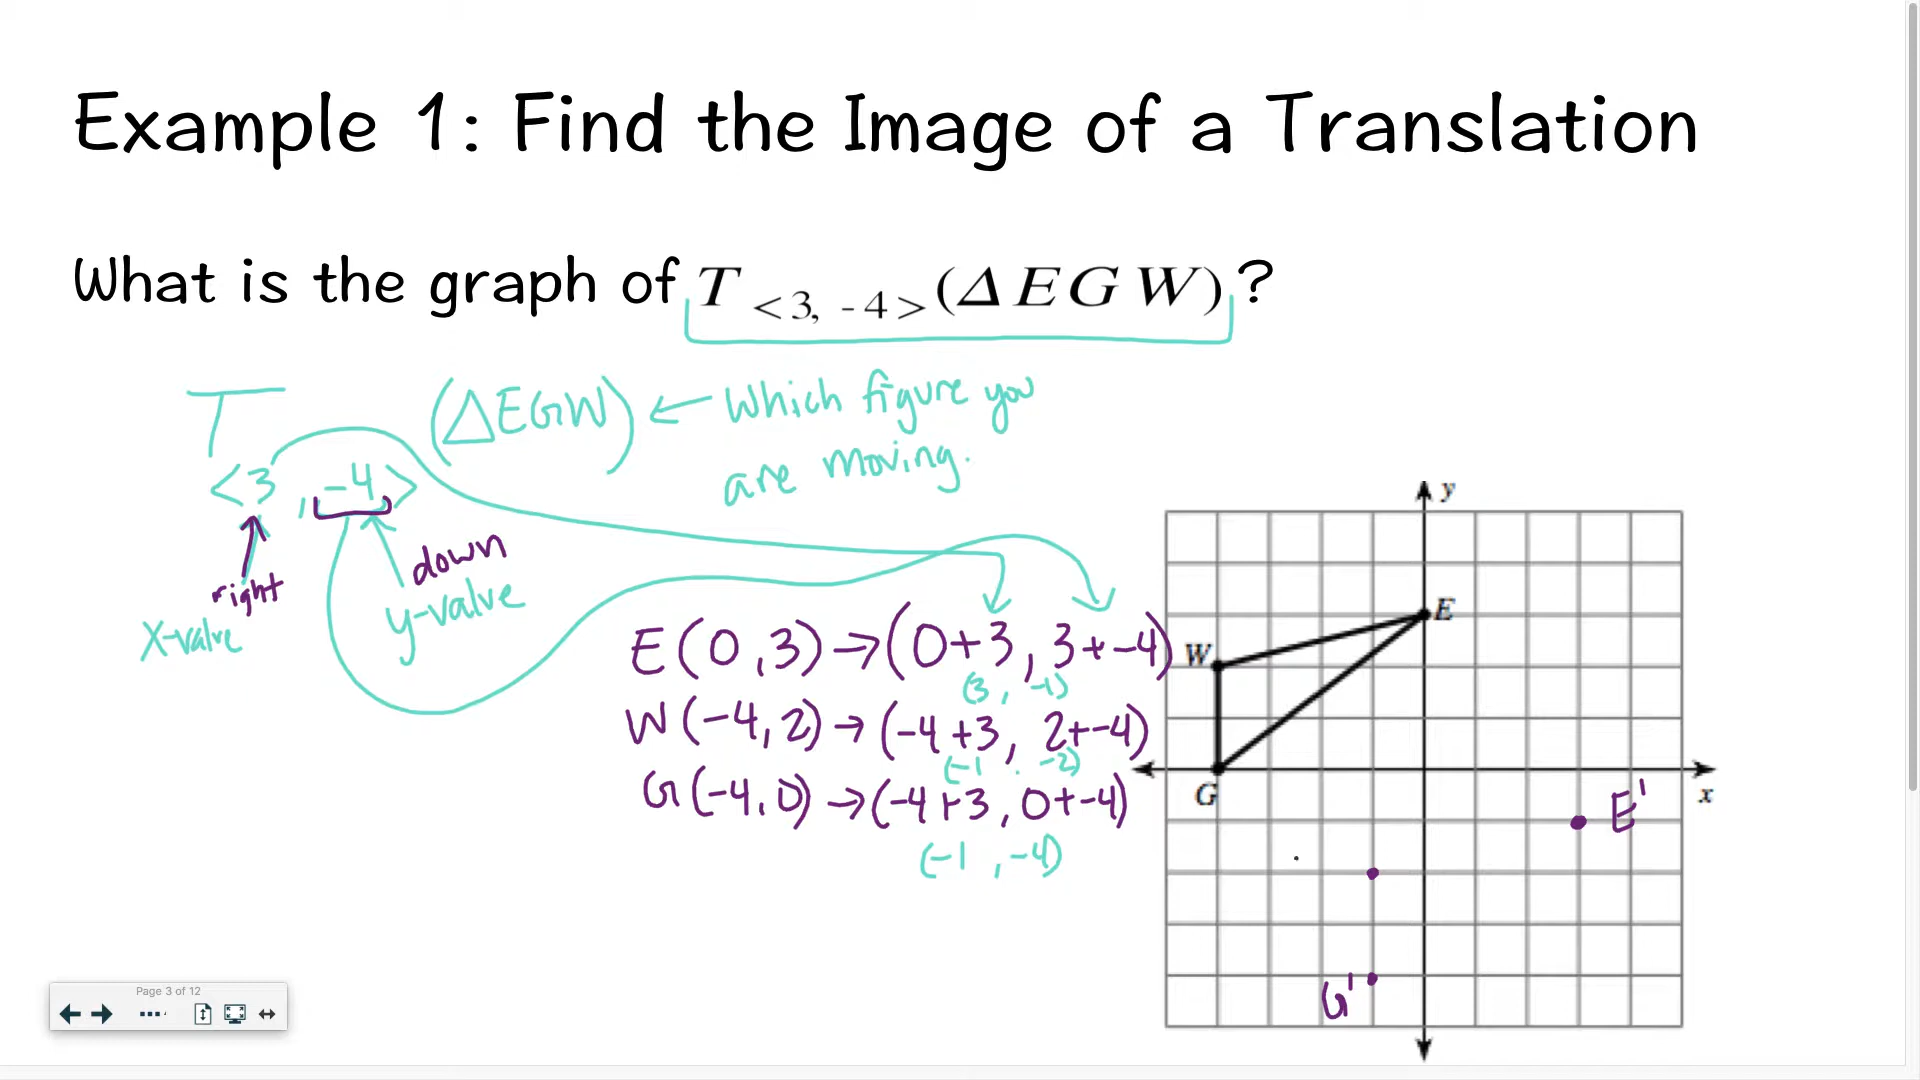 Example 1: Find the Image of a Translation
What is the graph of T <3, -4> (Δ E G W) ?
T <3, -4> (ΔEGW) ← Which figure you
are moving.
right
x-value
down
y-value
E(0,3)→(0+3, 3+-4)
(3, -1)
W(-4,2)→(-4+3, 2+-4)
(-1, -2)
G(-4,0)→(-4+3, 0+-4)
(-1, -4)
y
E
W
G
x
E'
G'
Page 3 of 12